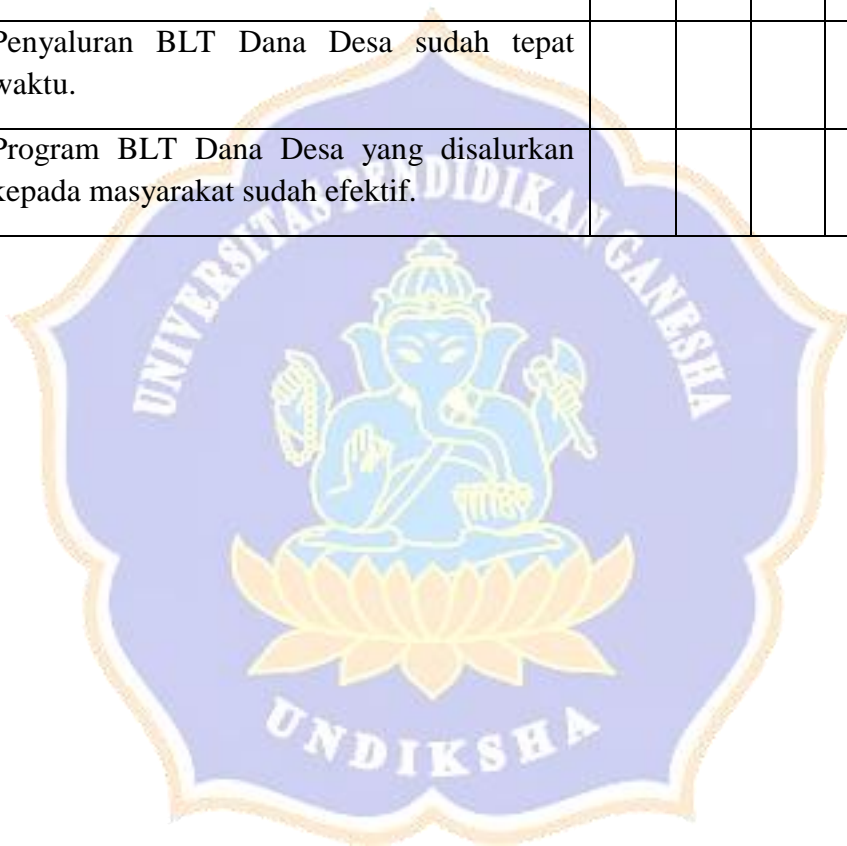 Penyaluran BLT Dana Desa sudah tepat
waktu.
Program BLT Dana Desa yang disalurkan
kepada masyarakat sudah efektif.
UNIVERSITAS PENDIDIKAN GANESHA
UNDIKSHA